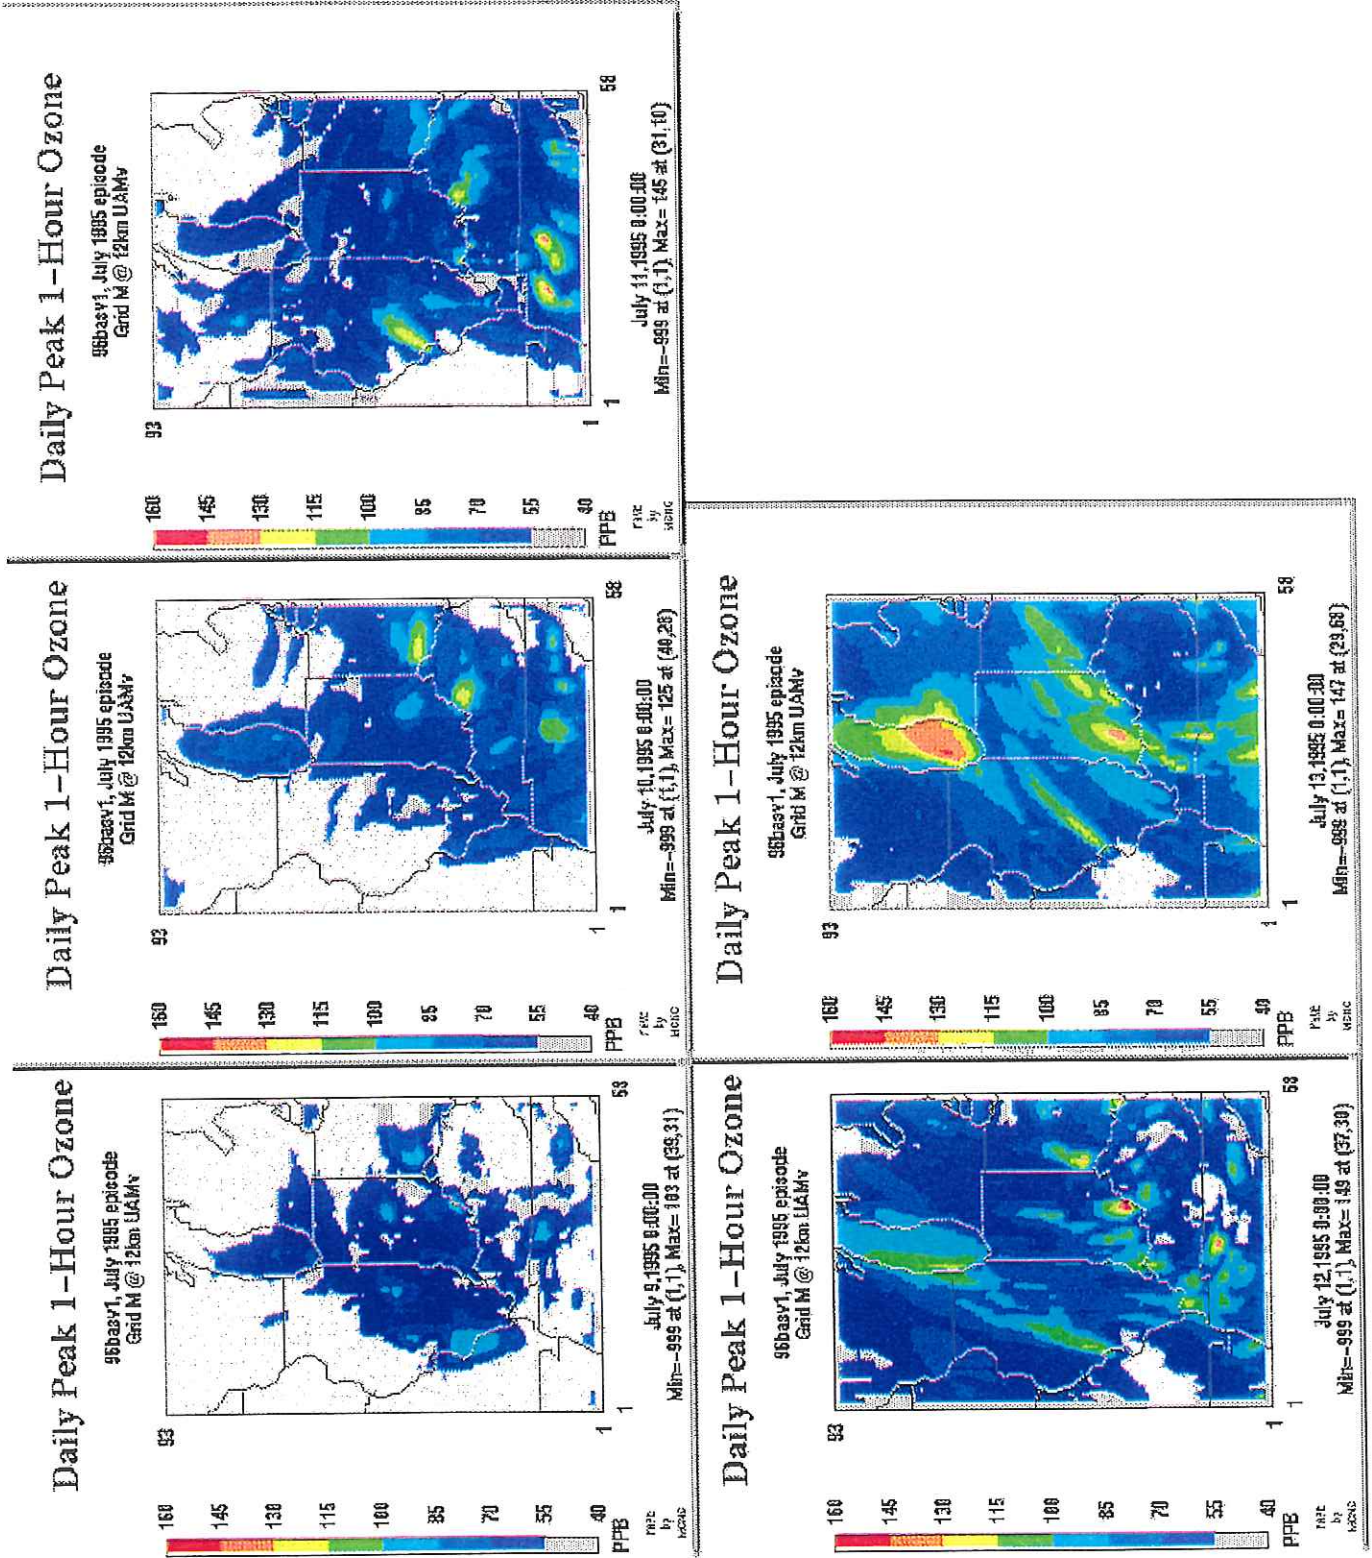 Daily Peak 1-Hour Ozone
96basv1, July 1995 episode
Grid M @ 12km UAMv
160
145
130
115
100
85
70
55
40
PPB
by
93
1
1
58
July 9,1995 0:00:00
Min=-999 at (1,1), Max= 103 at (39,31)
Daily Peak 1-Hour Ozone
96basv1, July 1995 episode
Grid M @ 12km UAMv
160
145
130
115
100
85
70
55
40
PPB
by
93
1
1
58
July 10,1995 0:00:00
Min=-999 at (1,1), Max= 125 at (40,28)
Daily Peak 1-Hour Ozone
96basv1, July 1995 episode
Grid M @ 12km UAMv
160
145
130
115
100
85
70
55
40
PPB
by
93
1
1
58
July 11,1995 0:00:00
Min=-999 at (1,1), Max= 145 at (31,10)
Daily Peak 1-Hour Ozone
96basv1, July 1995 episode
Grid M @ 12km UAMv
160
145
130
115
100
85
70
55
40
PPB
by
93
1
1
58
July 12,1995 0:00:00
Min=-999 at (1,1), Max= 149 at (37,30)
Daily Peak 1-Hour Ozone
96basv1, July 1995 episode
Grid M @ 12km UAMv
160
145
130
115
100
85
70
55
40
PPB
by
93
1
1
58
July 13,1995 0:00:00
Min=-999 at (1,1), Max= 147 at (29,68)